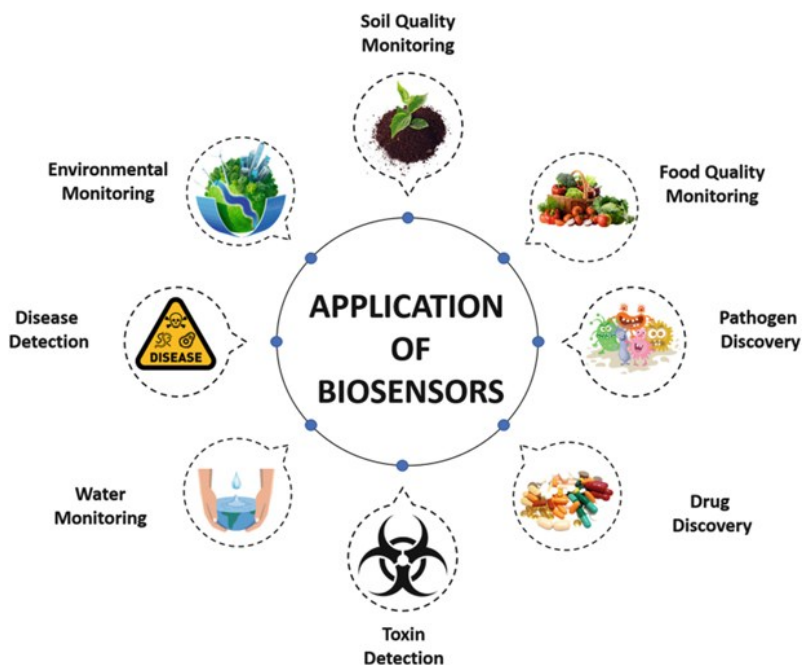 Soil Quality
Monitoring
Environmental
Monitoring
Food Quality
Monitoring
APPLICATION
OF
BIOSENSORS
Disease
Detection
DISEASE
Pathogen
Discovery
Water
Monitoring
Drug
Discovery
Toxin
Detection